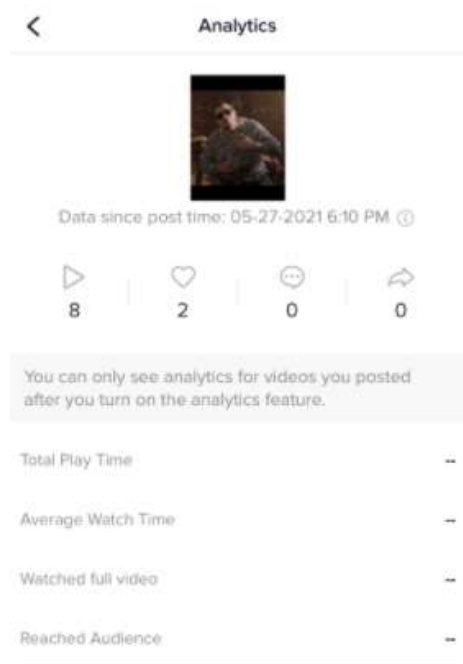 Analytics
Data since post time: 05-27-2021 6:10 PM
8
2
0
0
You can only see analytics for videos you posted
after you turn on the analytics feature.
Total Play Time --
Average Watch Time --
Watched full video --
Reached Audience --